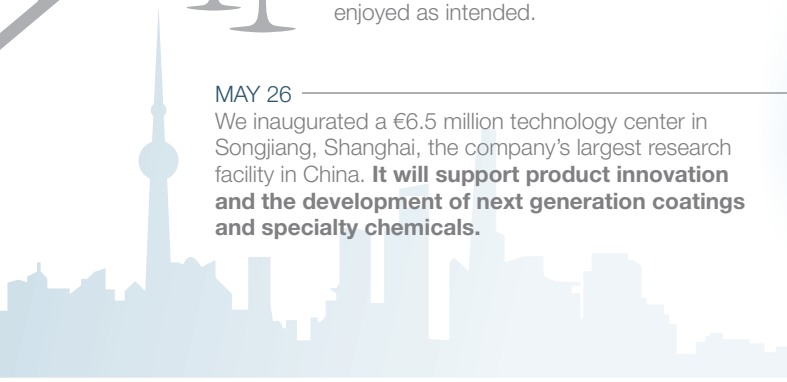 enjoyed as intended.
MAY 26
We inaugurated a €6.5 million technology center in
Songjiang, Shanghai, the company's largest research
facility in China. It will support product innovation
and the development of next generation coatings
and specialty chemicals.